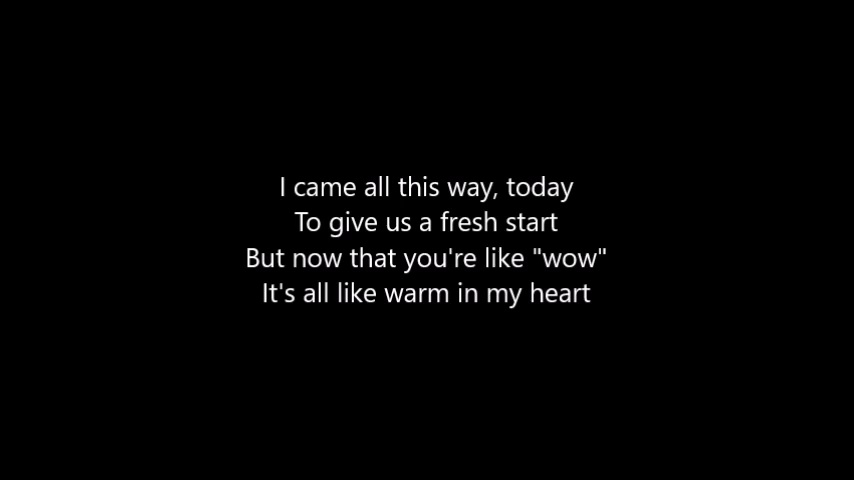 I came all this way, today
To give us a fresh start
But now that you're like "wow"
It's all like warm in my heart